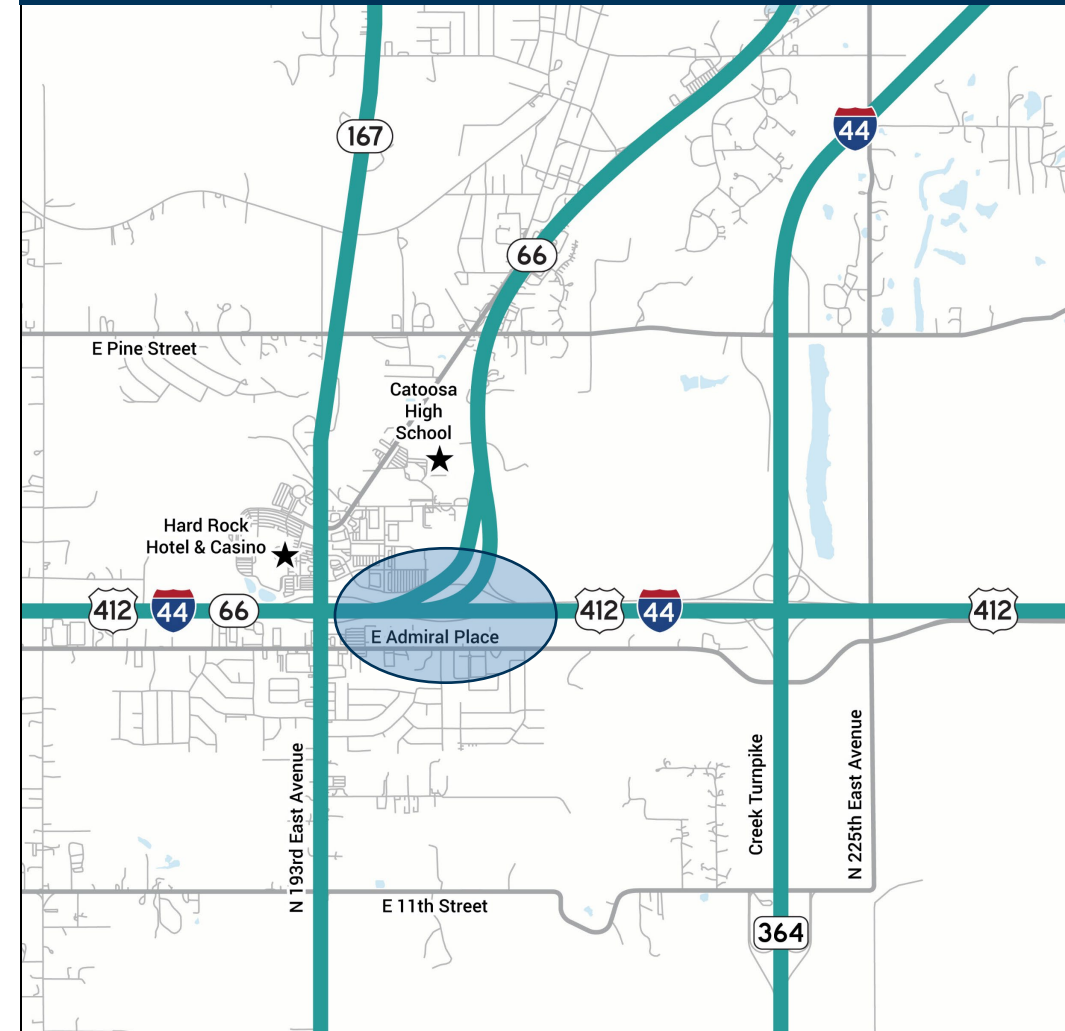 167
44
66
E Pine Street
Catoosa
High
School
Hard Rock
Hotel & Casino
412
44
66
412
44
412
E Admiral Place
N 193rd East Avenue
Creek Turnpike
N 225th East Avenue
E 11th Street
364